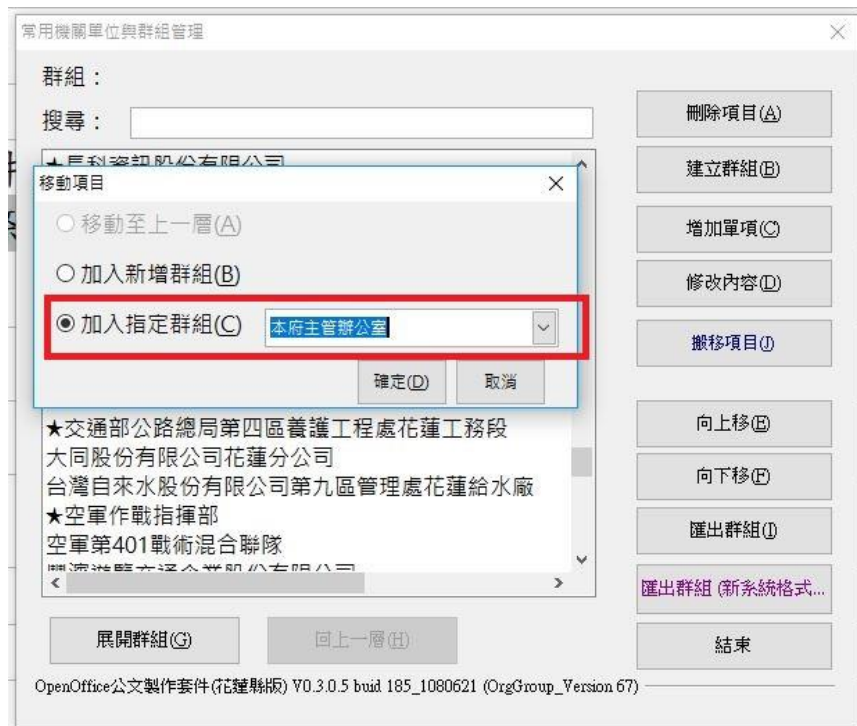 常用機關單位與群組管理
群組：
搜尋：
刪除項目(A)
建立群組(B)
增加單項(C)
修改內容(D)
搬移項目(J)
向上移(E)
向下移(F)
匯出群組(I)
匯出群組 (新系統格式...
結束
★長科資訊股份有限公司
移動項目
移動至上一層(A)
加入新增群組(B)
加入指定群組(C)
本府主管辦公室
確定(D)
取消
★交通部公路總局第四區養護工程處花蓮工務段
大同股份有限公司花蓮分公司
台灣自來水股份有限公司第九區管理處花蓮給水廠
★空軍作戰指揮部
空軍第401戰術混合聯隊
展開群組(G)
回上一層(H)
OpenOffice公文製作套件(花蓮縣版) V0.3.0.5 buid 185_1080621 (OrgGroup_Version 67)